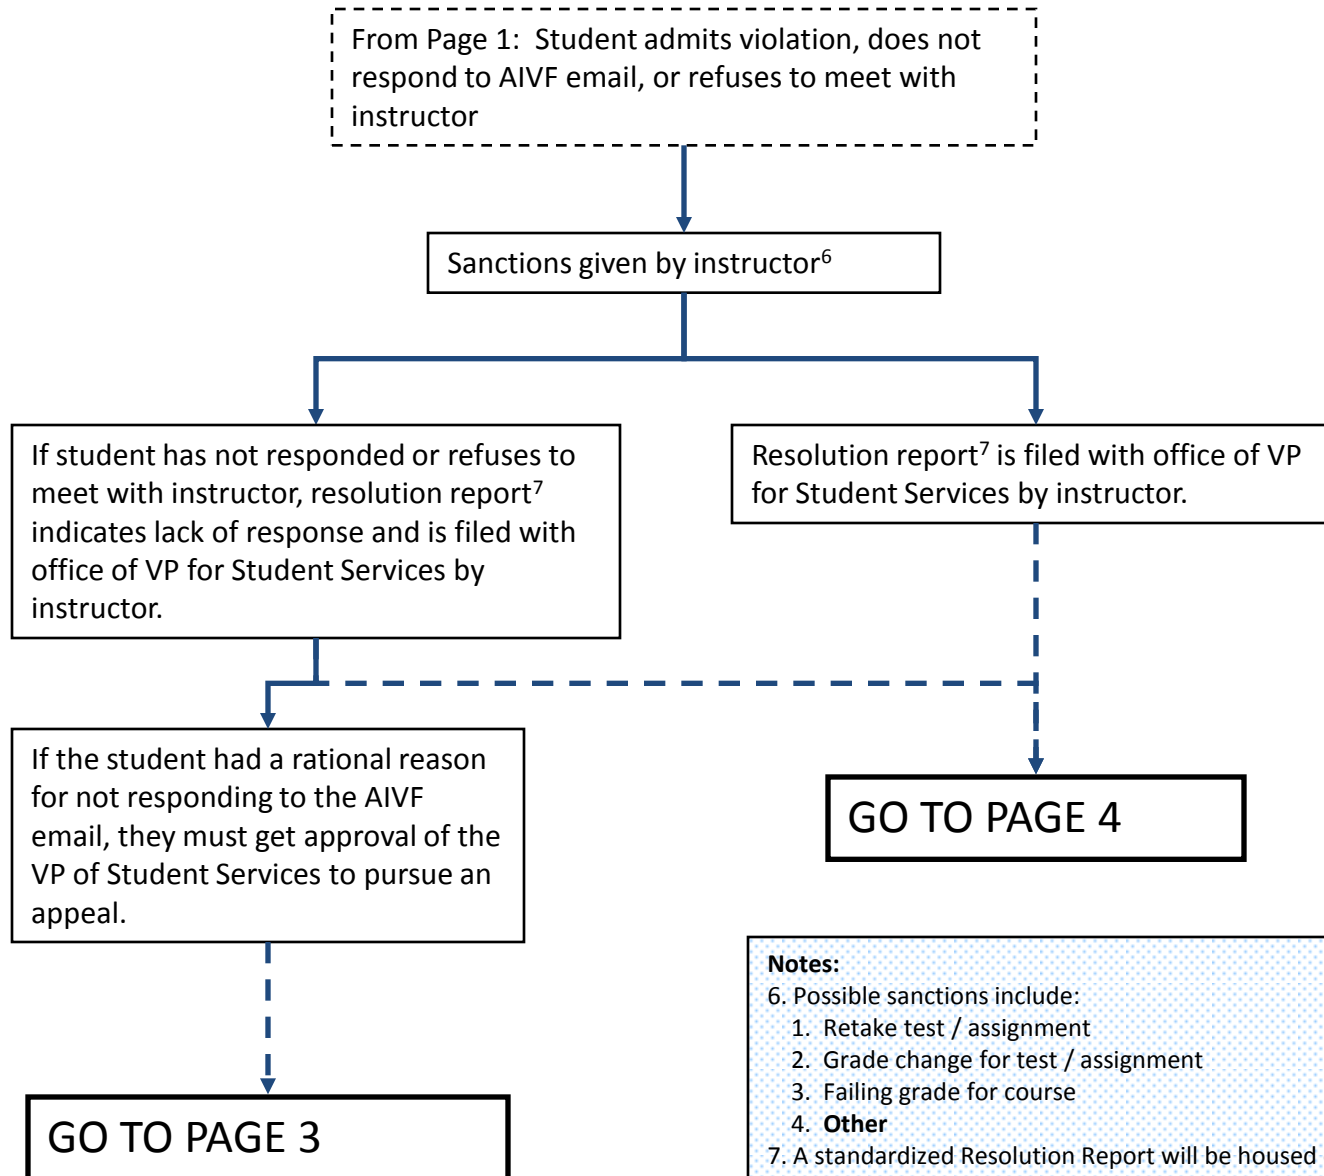 From Page 1:  Student admits violation, does not
respond to AIVF email, or refuses to meet with
instructor
Sanctions given by instructor⁶
If student has not responded or refuses to
meet with instructor, resolution report⁷
indicates lack of response and is filed with
office of VP for Student Services by
instructor.
Resolution report⁷ is filed with office of VP
for Student Services by instructor.
If the student had a rational reason
for not responding to the AIVF
email, they must get approval of the
VP of Student Services to pursue an
appeal.
GO TO PAGE 4
GO TO PAGE 3
Notes:
6. Possible sanctions include:
1. Retake test / assignment
2. Grade change for test / assignment
3. Failing grade for course
4. Other
7. A standardized Resolution Report will be housed